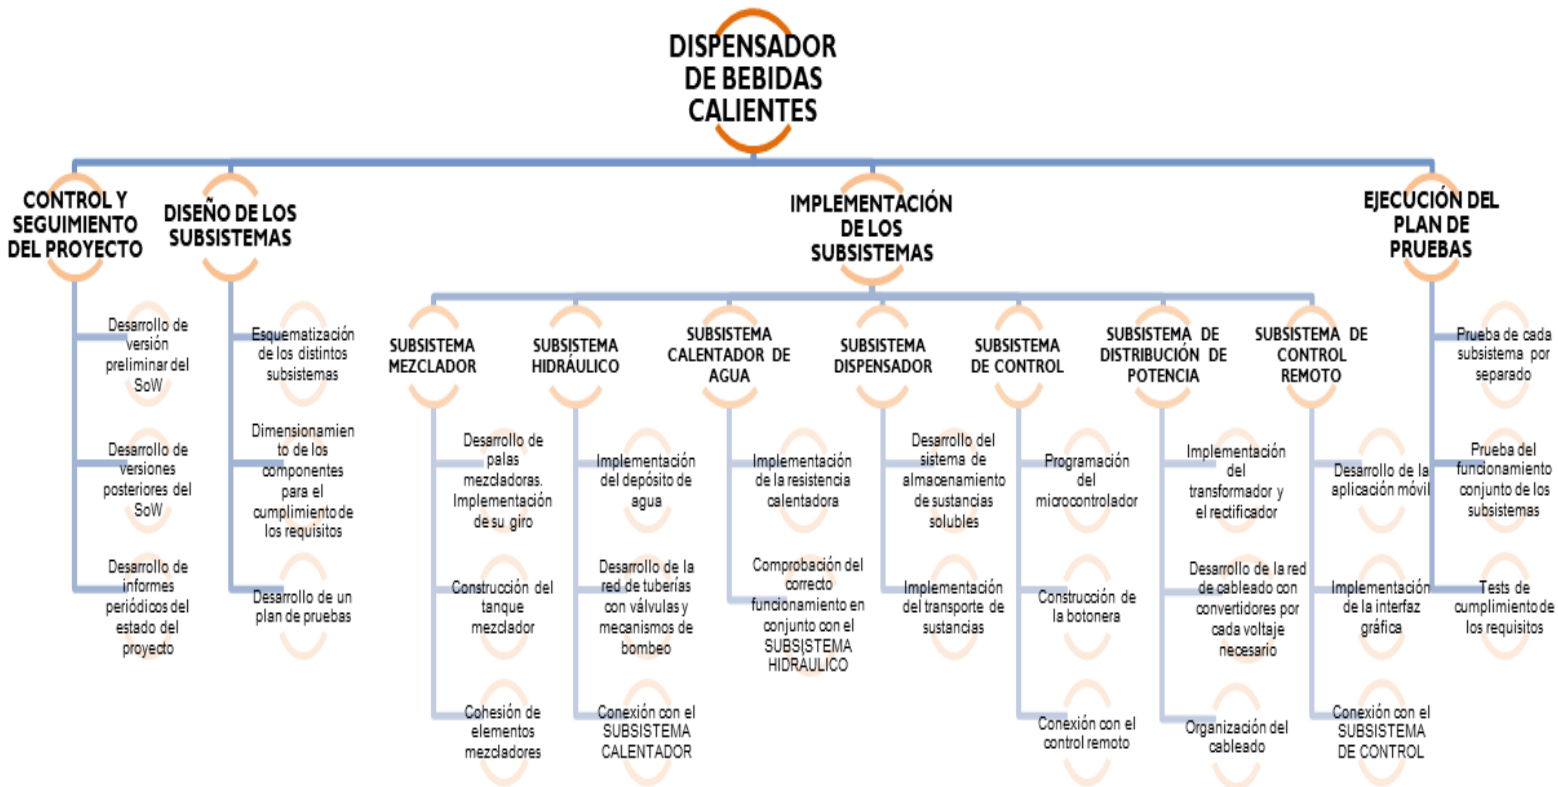 DISPENSADOR
DE BEBIDAS
CALIENTES
CONTROL Y
SEGUIMIENTO
DEL PROYECTO
Desarrollo de
versión
preliminar del
SoW
Desarrollo de
versiones
posteriores del
SoW
Desarrollo de
informes
periódicos del
estado del
proyecto
DISEÑO DE LOS
SUBSISTEMAS
Esquematización
de los distintos
subsistemas
Dimensionamien
to de los
componentes
para el
cumplimiento de
los requisitos
Desarrollo de un
plan de pruebas
IMPLEMENTACIÓN
DE LOS
SUBSISTEMAS
SUBSISTEMA
MEZCLADOR
Desarrollo de
palas
mezcladoras.
Implementación
de su giro
Construcción del
tanque
mezclador
Cohesión de
elementos
mezcladores
SUBSISTEMA
HIDRÁULICO
Implementación
del depósito de
agua
Desarrollo de la
red de tuberías
con válvulas y
mecanismos de
bombeo
Conexión con el
SUBSISTEMA
CALENTADOR
SUBSISTEMA
CALENTADOR DE
AGUA
Implementación
de la resistencia
calentadora
Comprobación del
correcto
funcionamiento en
conjunto con el
SUBSISTEMA
HIDRÁULICO
SUBSISTEMA
DISPENSADOR
Desarrollo del
sistema de
almacenamiento
de sustancias
solubles
Implementación
del transporte de
sustancias
SUBSISTEMA
DE CONTROL
Programación
del
microcontrolador
Construcción de
la botonera
Conexión con el
control remoto
SUBSISTEMA DE
DISTRIBUCIÓN DE
POTENCIA
Implementación
del
transformador y
el rectificador
Desarrollo de la red
de cableado con
convertidores por
cada voltaje
necesario
Organización del
cableado
SUBSISTEMA DE
CONTROL
REMOTO
Desarrollo de la
aplicación móvil
Implementación
de la interfaz
gráfica
Conexión con el
SUBSISTEMA
DE CONTROL
EJECUCIÓN DEL
PLAN DE
PRUEBAS
Prueba de cada
subsistema por
separado
Prueba del
funcionamiento
conjunto de los
subsistemas
Tests de
cumplimiento de
los requisitos